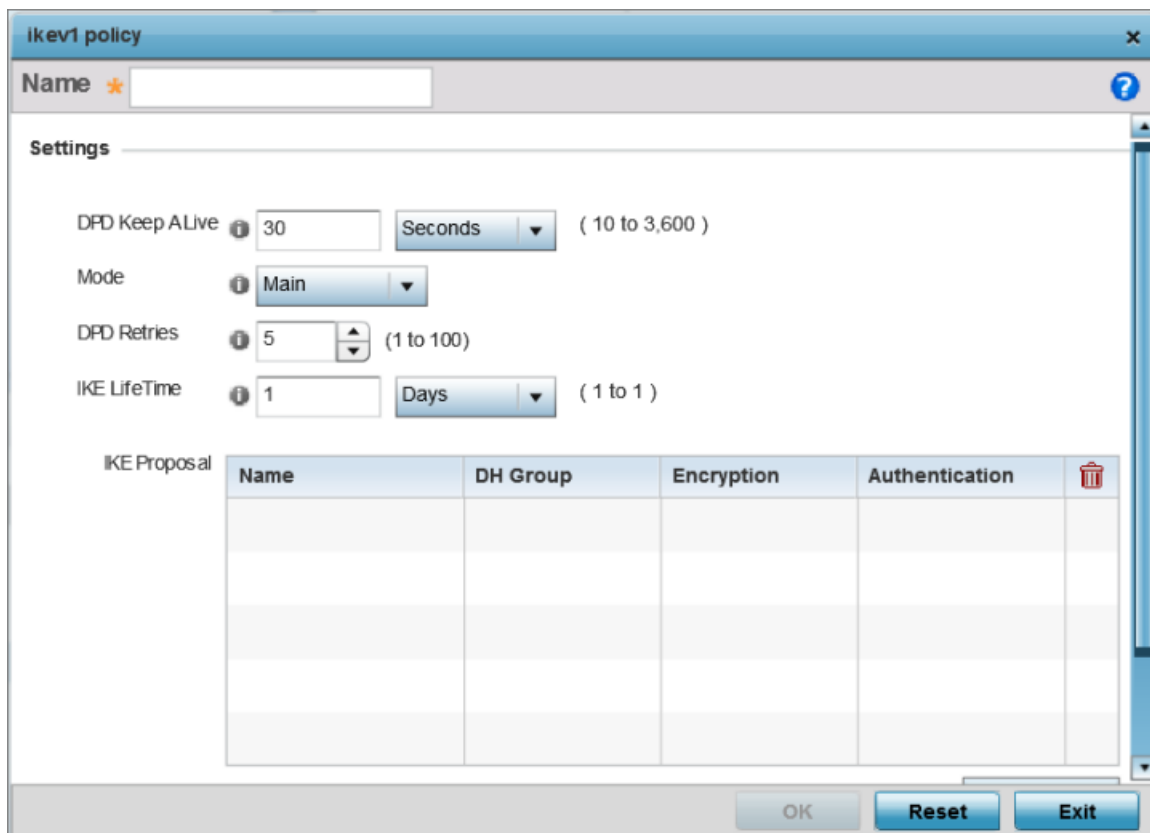 ikev1 policy
Name *
Settings
DPD Keep ALive 30 Seconds ( 10 to 3,600 )
Mode Main
DPD Retries 5 (1 to 100)
IKE LifeTime 1 Days ( 1 to 1 )
IKE Proposal
Name DH Group Encryption Authentication
OK Reset Exit